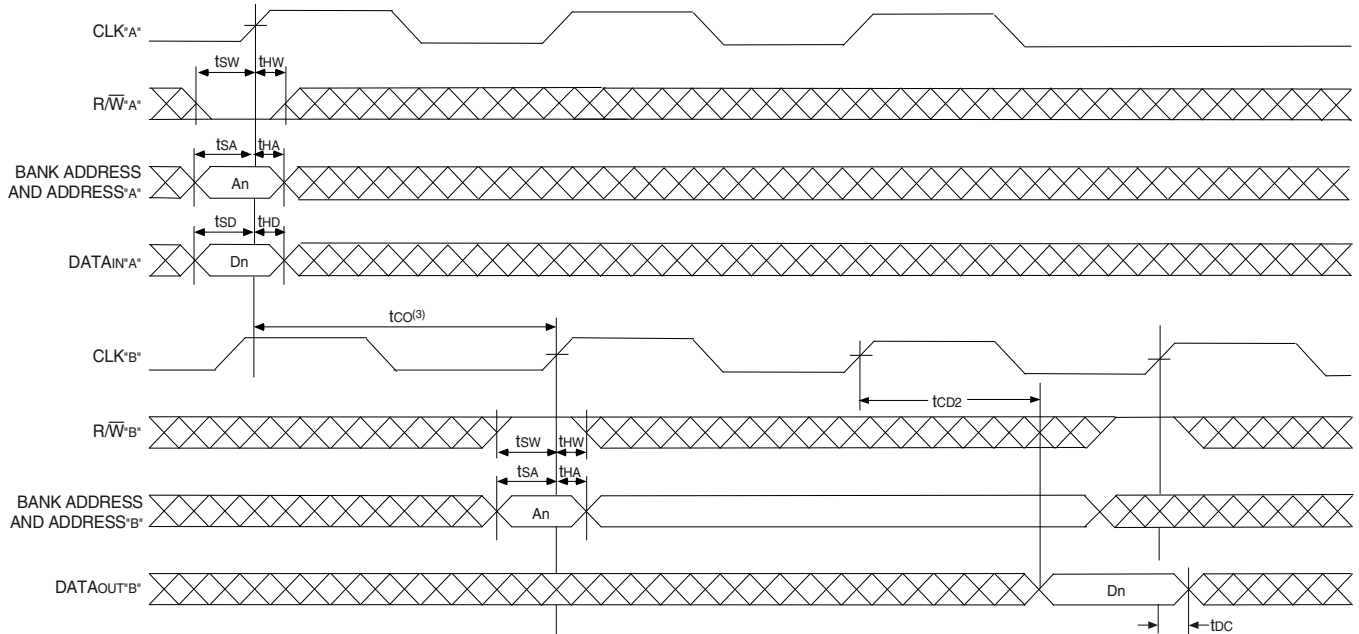 CLK"A"
tSW tHW
R/W̅"A"
tSA tHA
BANK ADDRESS
AND ADDRESS"A"
An
tSD tHD
DATAIN"A"
Dn
tCO(3)
CLK"B"
tCD2
R/W̅"B"
tSW tHW
tSA tHA
BANK ADDRESS
AND ADDRESS"B"
An
DATAOUT"B"
Dn
tDC